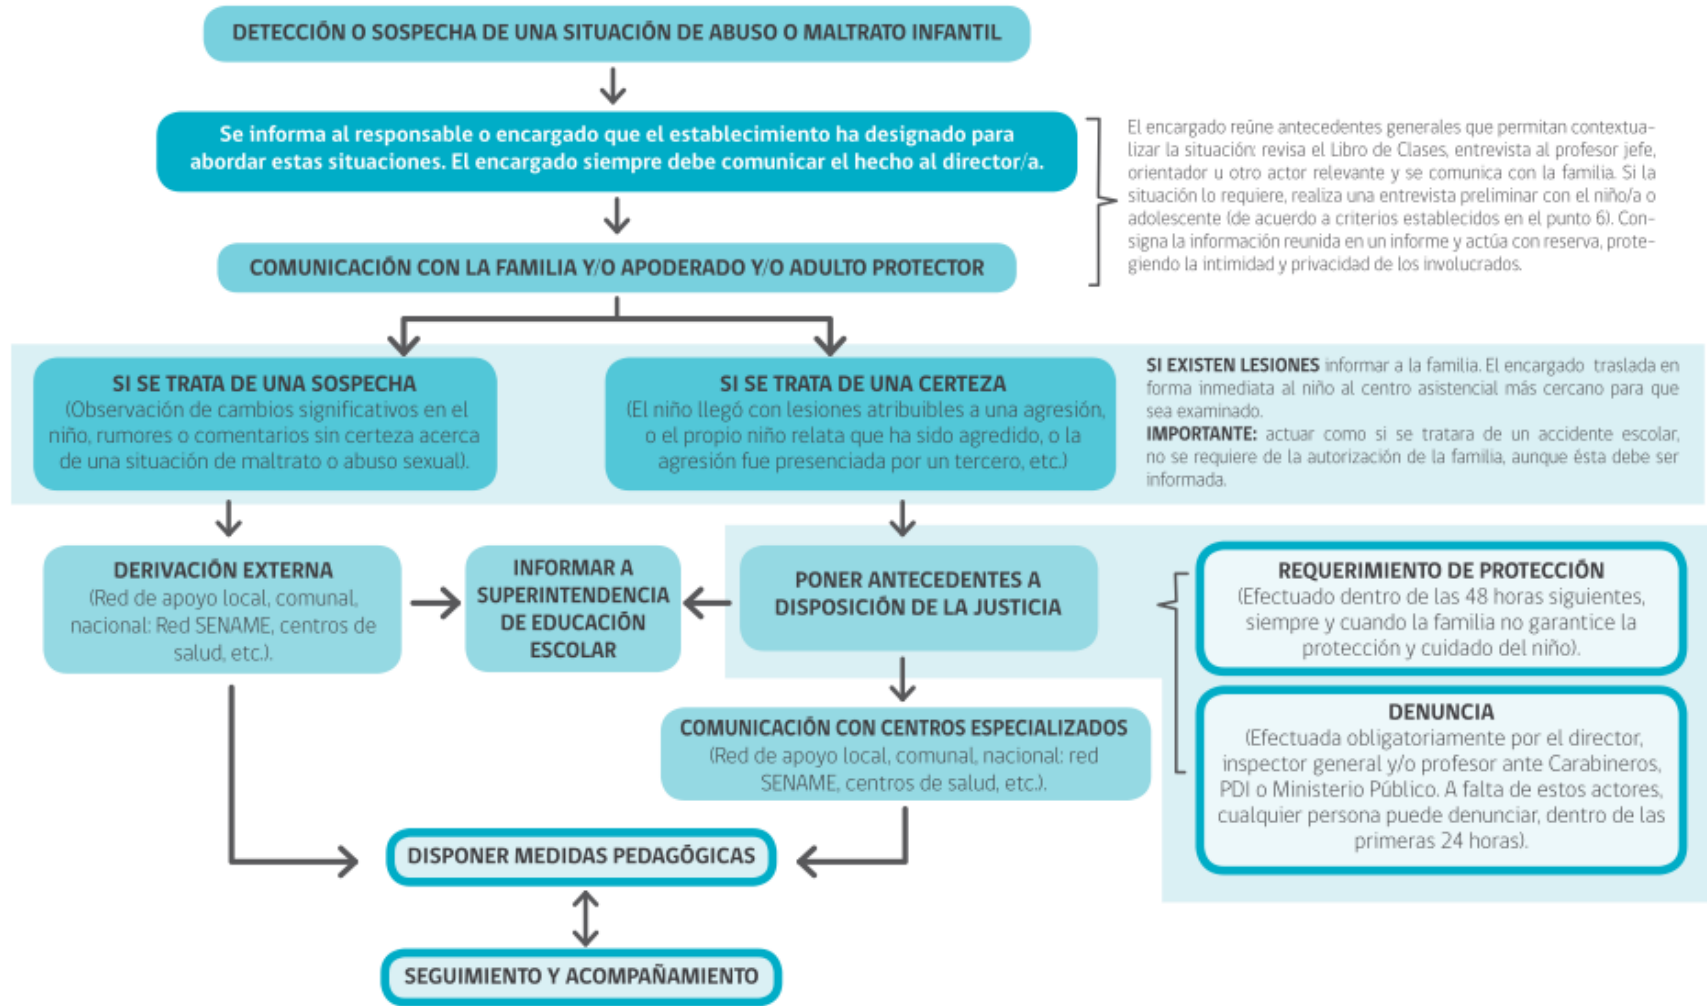 DETECCIÓN O SOSPECHA DE UNA SITUACIÓN DE ABUSO O MALTRATO INFANTIL
Se informa al responsable o encargado que el establecimiento ha designado para
abordar estas situaciones. El encargado siempre debe comunicar el hecho al director/a.
El encargado reúne antecedentes generales que permitan contextua-
lizar la situación: revisa el Libro de Clases, entrevista al profesor jefe,
orientador u otro actor relevante y se comunica con la familia. Si la
situación lo requiere, realiza una entrevista preliminar con el niño/a o
adolescente (de acuerdo a criterios establecidos en el punto 6). Con-
signa la información reunida en un informe y actúa con reserva, prote-
giendo la intimidad y privacidad de los involucrados.
COMUNICACIÓN CON LA FAMILIA Y/O APODERADO Y/O ADULTO PROTECTOR
SI SE TRATA DE UNA SOSPECHA
(Observación de cambios significativos en el
niño, rumores o comentarios sin certeza acerca
de una situación de maltrato o abuso sexual).
SI SE TRATA DE UNA CERTEZA
(El niño llegó con lesiones atribuibles a una agresión,
o el propio niño relata que ha sido agredido, o la
agresión fue presenciada por un tercero, etc.)
SI EXISTEN LESIONES informar a la familia. El encargado traslada en
forma inmediata al niño al centro asistencial más cercano para que
sea examinado.
IMPORTANTE: actuar como si se tratara de un accidente escolar,
no se requiere de la autorización de la familia, aunque ésta debe ser
informada.
DERIVACIÓN EXTERNA
(Red de apoyo local, comunal,
nacional: Red SENAME, centros de
salud, etc.).
INFORMAR A
SUPERINTENDENCIA
DE EDUCACIÓN
ESCOLAR
PONER ANTECEDENTES A
DISPOSICIÓN DE LA JUSTICIA
REQUERIMIENTO DE PROTECCIÓN
(Efectuado dentro de las 48 horas siguientes,
siempre y cuando la familia no garantice la
protección y cuidado del niño).
COMUNICACIÓN CON CENTROS ESPECIALIZADOS
(Red de apoyo local, comunal, nacional: red
SENAME, centros de salud, etc.).
DENUNCIA
(Efectuada obligatoriamente por el director,
inspector general y/o profesor ante Carabineros,
PDI o Ministerio Público. A falta de estos actores,
cualquier persona puede denunciar, dentro de las
primeras 24 horas).
DISPONER MEDIDAS PEDAGÓGICAS
SEGUIMIENTO Y ACOMPAÑAMIENTO